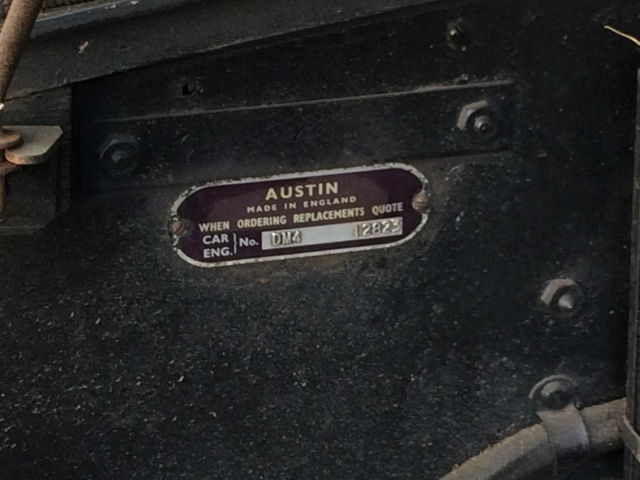 AUSTIN
MADE IN ENGLAND
WHEN ORDERING REPLACEMENTS QUOTE
CAR
ENG. } No. DM4 12823